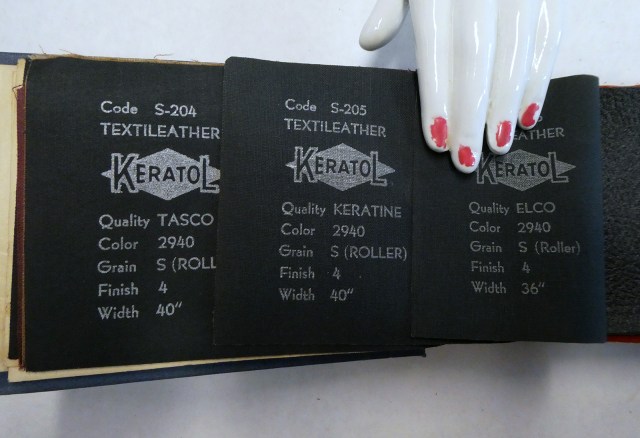 Code S-204
TEXTILEATHER
KERATOL
Quality TASCO
Color 2940
Grain S (ROLL
Finish 4
Width 40"
Code S-205
TEXTILEATHER
KERATOL
Quality KERATINE
Color 2940
Grain S (ROLLER)
Finish 4
Width 40"
LEATHER
KERATOL
Quality ELCO
Color 2940
Grain S (Roller)
Finish 4
Width 36"